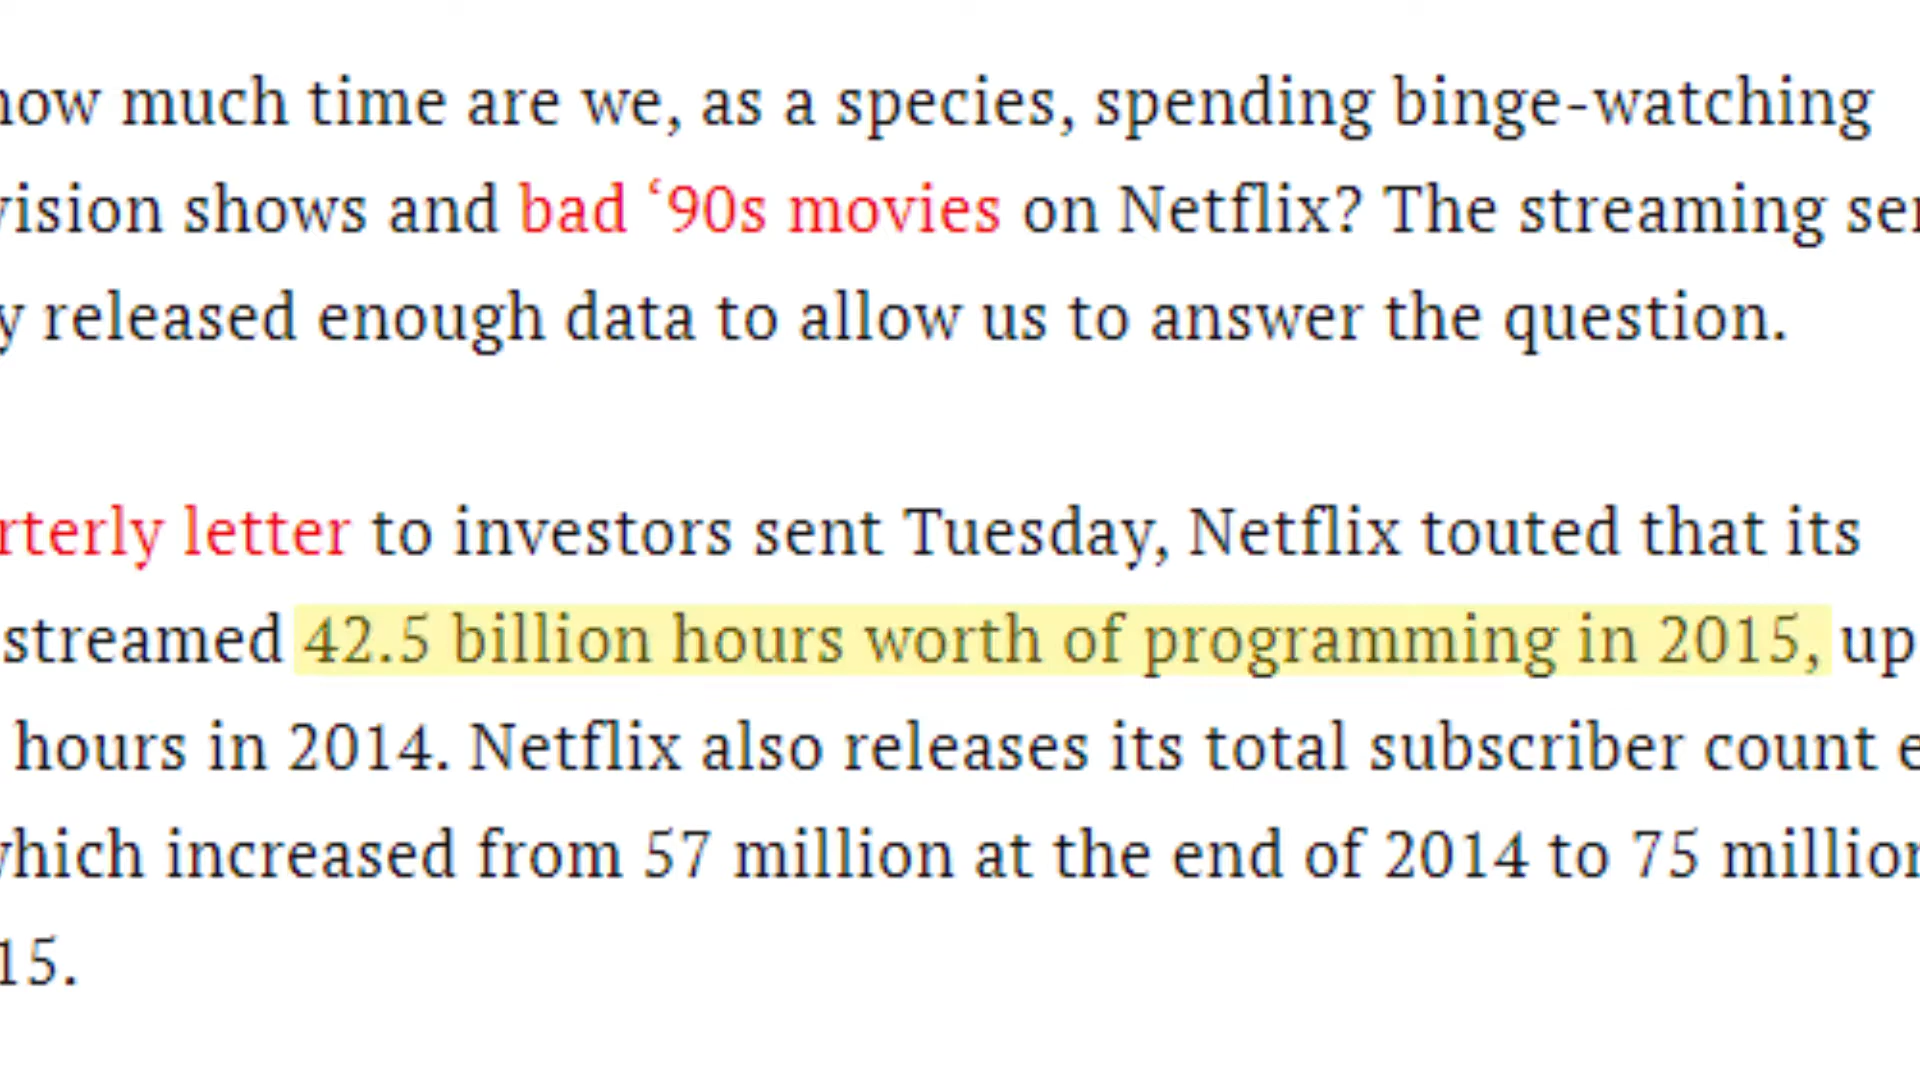 how much time are we, as a species, spending binge-watching
vision shows and bad ‘90s movies on Netflix? The streaming ser
y released enough data to allow us to answer the question.
rterly letter to investors sent Tuesday, Netflix touted that its
streamed 42.5 billion hours worth of programming in 2015, up
hours in 2014. Netflix also releases its total subscriber count e
which increased from 57 million at the end of 2014 to 75 million
15.